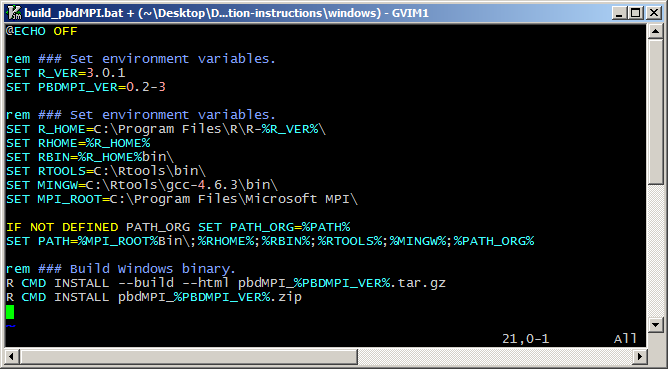 build_pbdMPI.bat + (~\Desktop\D...tion-instructions\windows) - GVIM1
@ECHO OFF
rem ### Set environment variables.
SET R_VER=3.0.1
SET PBDMPI_VER=0.2-3
rem ### Set environment variables.
SET R_HOME=C:\Program Files\R\R-%R_VER%\
SET RHOME=%R_HOME%
SET RBIN=%R_HOME%bin\
SET RTOOLS=C:\Rtools\bin\
SET MINGW=C:\Rtools\gcc-4.6.3\bin\
SET MPI_ROOT=C:\Program Files\Microsoft MPI\
IF NOT DEFINED PATH_ORG SET PATH_ORG=%PATH%
SET PATH=%MPI_ROOT%Bin\;%RHOME%;%RBIN%;%RTOOLS%;%MINGW%;%PATH_ORG%
rem ### Build Windows binary.
R CMD INSTALL --build --html pbdMPI_%PBDMPI_VER%.tar.gz
R CMD INSTALL pbdMPI_%PBDMPI_VER%.zip
~
21,0-1 All